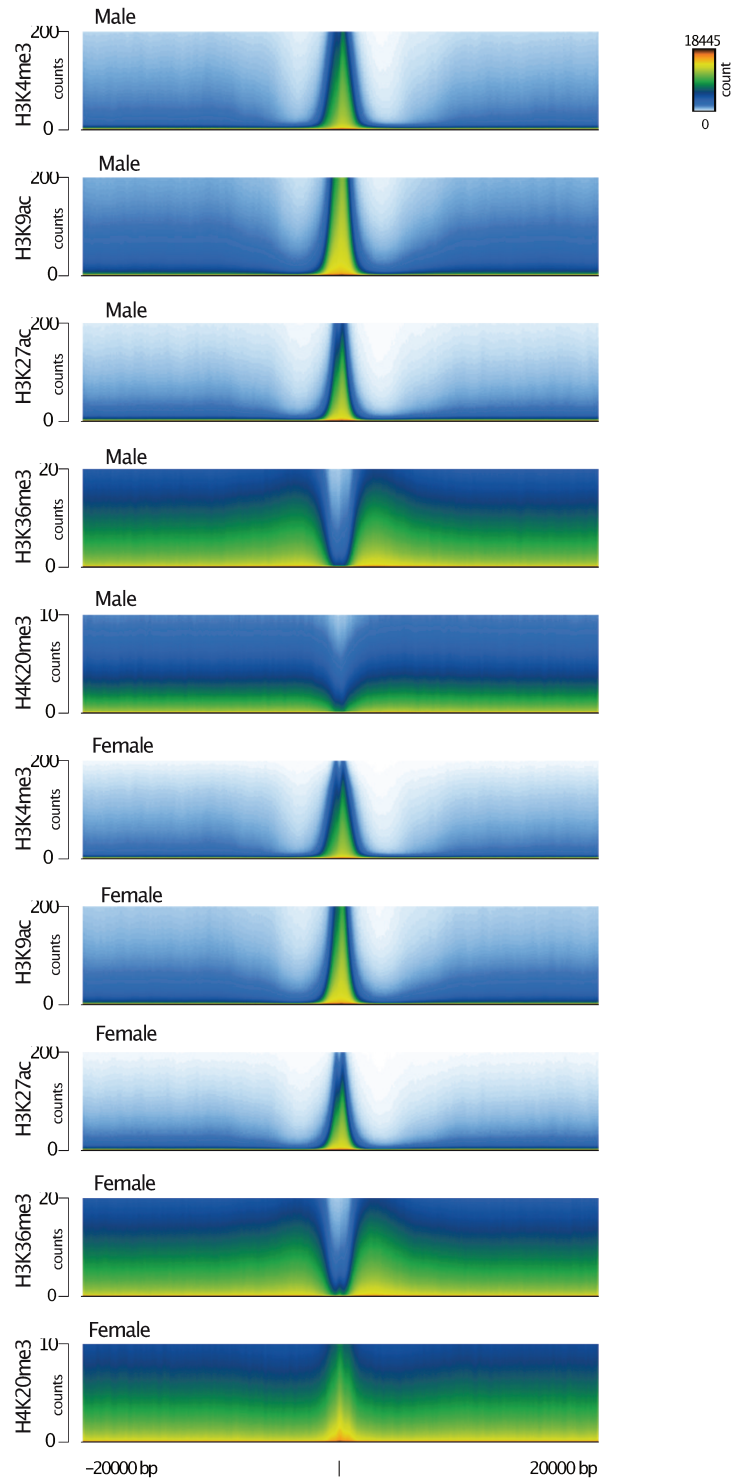 Male
200
0
H3K4me3
counts
18445
0
count
Male
200
0
H3K9ac
counts
Male
200
0
H3K27ac
counts
Male
20
0
H3K36me3
counts
Male
10
0
H4K20me3
counts
Female
200
0
H3K4me3
counts
Female
200
0
H3K9ac
counts
Female
200
0
H3K27ac
counts
Female
20
0
H3K36me3
counts
Female
10
0
H4K20me3
counts
−20000 bp | 20000 bp